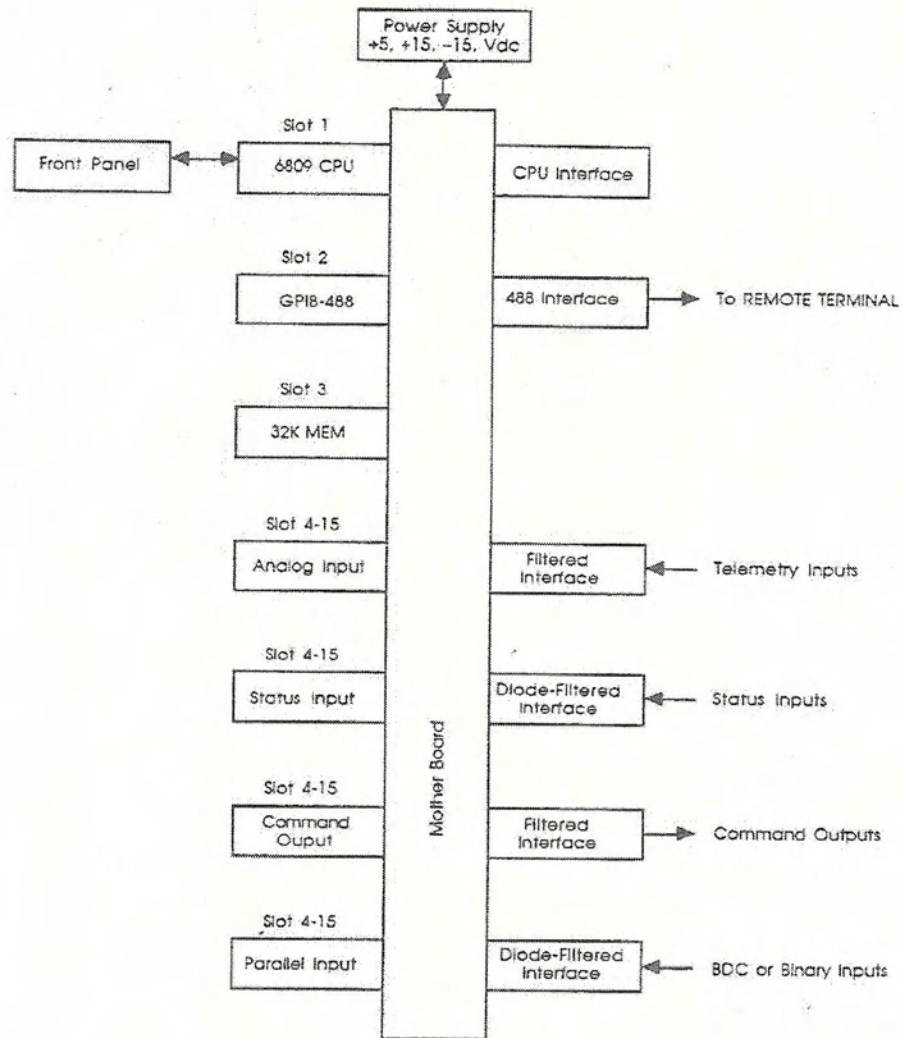 Power Supply
+5, +15, -15, Vdc
Slot 1
Front Panel
6809 CPU
CPU Interface
Slot 2
GPI8-488
488 Interface
To REMOTE TERMINAL
Slot 3
32K MEM
Slot 4-15
Analog Input
Filtered
Interface
Telemetry Inputs
Slot 4-15
Status Input
Diode-Filtered
Interface
Status Inputs
Mother Board
Slot 4-15
Command
Ouput
Filtered
Interface
Command Outputs
Slot 4-15
Parallel Input
Diode-Filtered
Interface
BDC or Binary Inputs